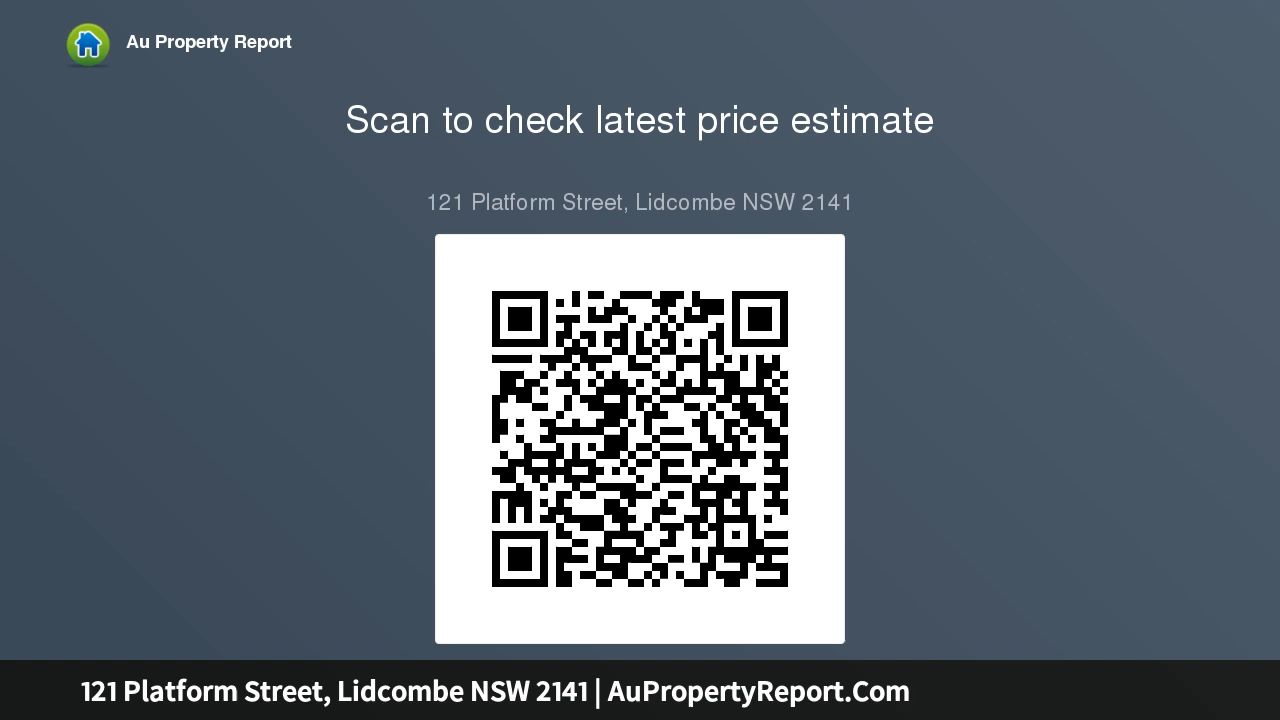 Au Property Report
Scan to check latest price estimate
121 Platform Street, Lidcombe NSW 2141
121 Platform Street, Lidcombe NSW 2141 | AuPropertyReport.Com